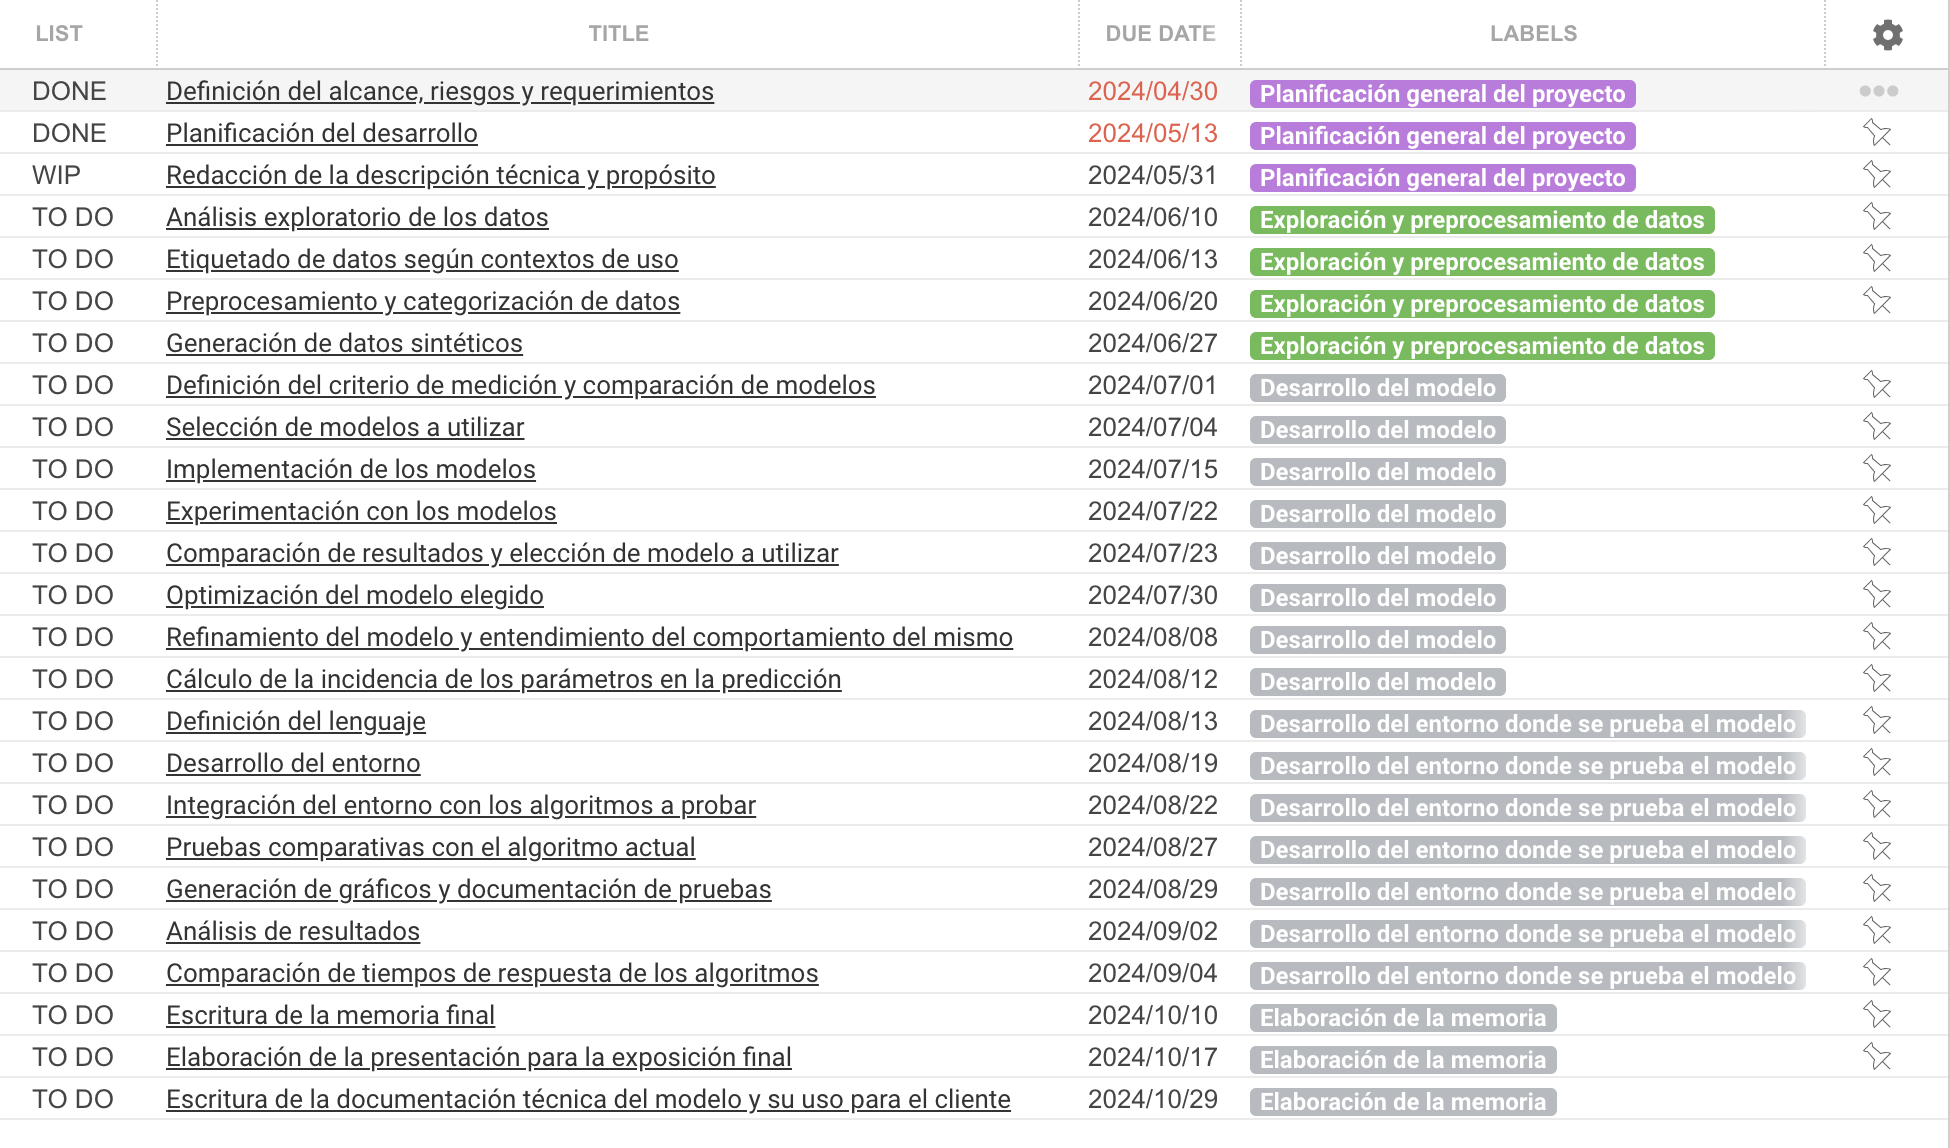 LIST TITLE DUE DATE LABELS
DONE Definición del alcance, riesgos y requerimientos 2024/04/30 Planificación general del proyecto
DONE Planificación del desarrollo 2024/05/13 Planificación general del proyecto
WIP Redacción de la descripción técnica y propósito 2024/05/31 Planificación general del proyecto
TO DO Análisis exploratorio de los datos 2024/06/10 Exploración y preprocesamiento de datos
TO DO Etiquetado de datos según contextos de uso 2024/06/13 Exploración y preprocesamiento de datos
TO DO Preprocesamiento y categorización de datos 2024/06/20 Exploración y preprocesamiento de datos
TO DO Generación de datos sintéticos 2024/06/27 Exploración y preprocesamiento de datos
TO DO Definición del criterio de medición y comparación de modelos 2024/07/01 Desarrollo del modelo
TO DO Selección de modelos a utilizar 2024/07/04 Desarrollo del modelo
TO DO Implementación de los modelos 2024/07/15 Desarrollo del modelo
TO DO Experimentación con los modelos 2024/07/22 Desarrollo del modelo
TO DO Comparación de resultados y elección de modelo a utilizar 2024/07/23 Desarrollo del modelo
TO DO Optimización del modelo elegido 2024/07/30 Desarrollo del modelo
TO DO Refinamiento del modelo y entendimiento del comportamiento del mismo 2024/08/08 Desarrollo del modelo
TO DO Cálculo de la incidencia de los parámetros en la predicción 2024/08/12 Desarrollo del modelo
TO DO Definición del lenguaje 2024/08/13 Desarrollo del entorno donde se prueba el modelo
TO DO Desarrollo del entorno 2024/08/19 Desarrollo del entorno donde se prueba el modelo
TO DO Integración del entorno con los algoritmos a probar 2024/08/22 Desarrollo del entorno donde se prueba el modelo
TO DO Pruebas comparativas con el algoritmo actual 2024/08/27 Desarrollo del entorno donde se prueba el modelo
TO DO Generación de gráficos y documentación de pruebas 2024/08/29 Desarrollo del entorno donde se prueba el modelo
TO DO Análisis de resultados 2024/09/02 Desarrollo del entorno donde se prueba el modelo
TO DO Comparación de tiempos de respuesta de los algoritmos 2024/09/04 Desarrollo del entorno donde se prueba el modelo
TO DO Escritura de la memoria final 2024/10/10 Elaboración de la memoria
TO DO Elaboración de la presentación para la exposición final 2024/10/17 Elaboración de la memoria
TO DO Escritura de la documentación técnica del modelo y su uso para el cliente 2024/10/29 Elaboración de la memoria